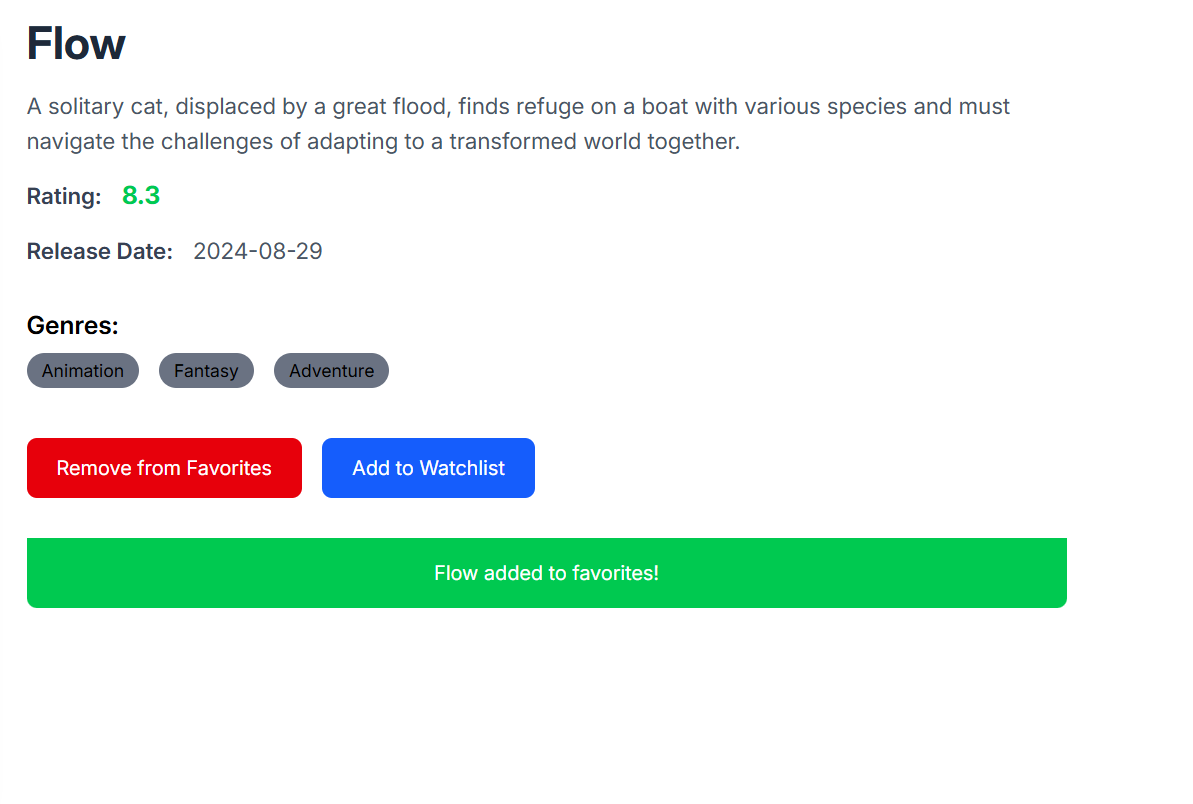 Flow
A solitary cat, displaced by a great flood, finds refuge on a boat with various species and must
navigate the challenges of adapting to a transformed world together.
Rating: 8.3
Release Date: 2024-08-29
Genres:
Animation Fantasy Adventure
Remove from Favorites Add to Watchlist
Flow added to favorites!